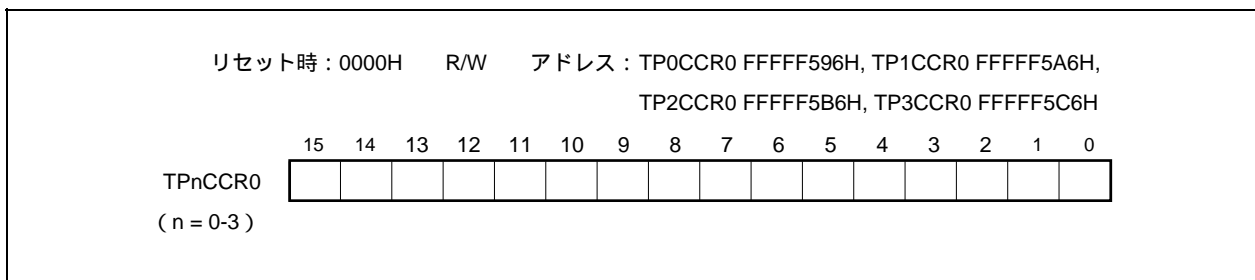 リセット時：0000H R/W アドレス：TP0CCR0 FFFFF596H, TP1CCR0 FFFFF5A6H,
TP2CCR0 FFFFF5B6H, TP3CCR0 FFFFF5C6H
15 14 13 12 11 10 9 8 7 6 5 4 3 2 1 0
TPnCCR0
（n = 0-3）